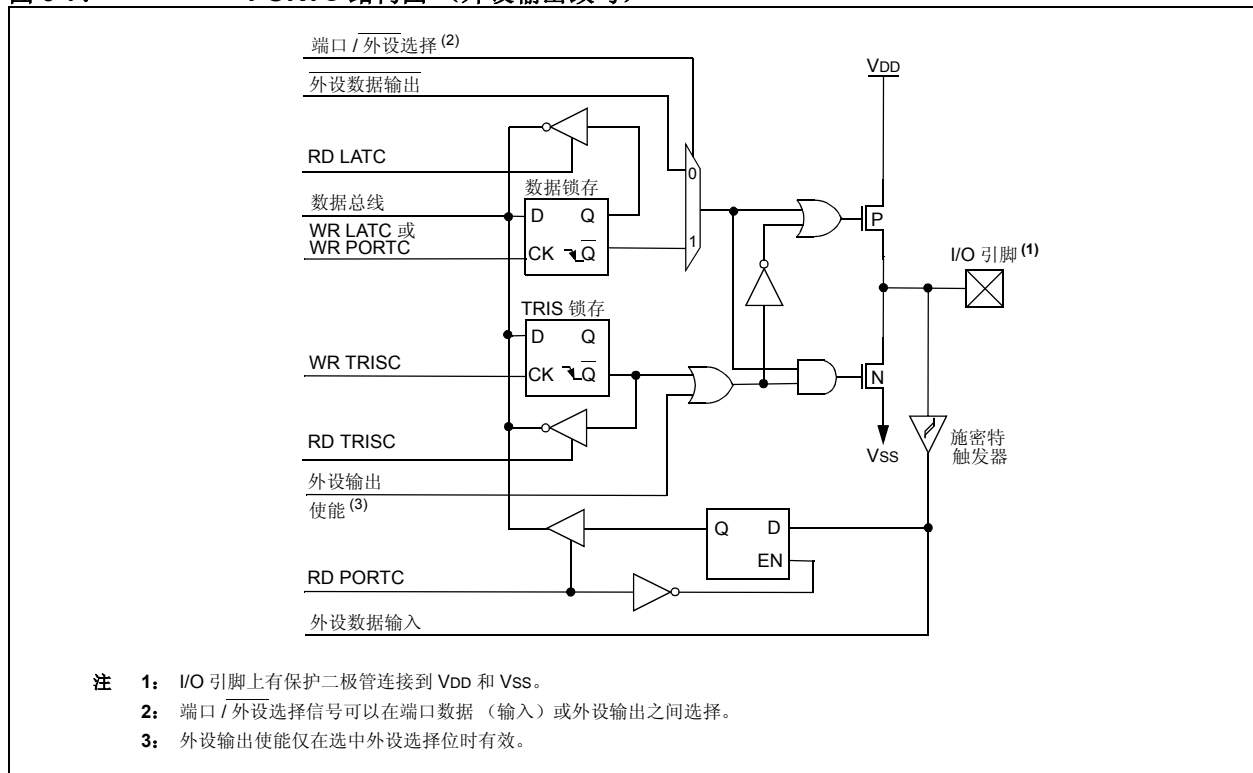 端口 / 外设选择 (2)
VDD
外设数据输出
RD LATC
0
数据锁存
数据总线
D Q
P
WR LATC 或
WR PORTC
1
CK Q
I/O 引脚 (1)
TRIS 锁存
D Q
WR TRISC
CK Q
N
RD TRISC
VSS
施密特
触发器
外设输出
使能 (3)
Q D
EN
RD PORTC
外设数据输入
注 1： I/O 引脚上有保护二极管连接到 VDD 和 VSS。
2： 端口 / 外设选择信号可以在端口数据 （输入）或外设输出之间选择。
3： 外设输出使能仅在选中外设选择位时有效。